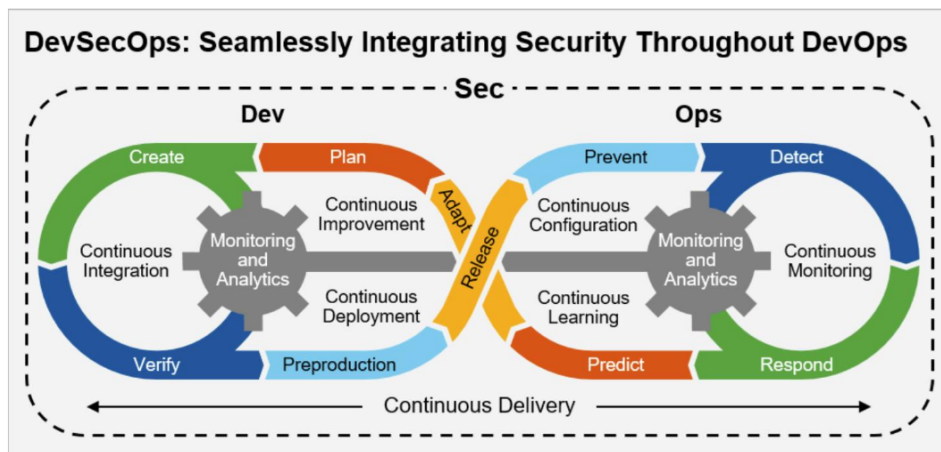 DevSecOps: Seamlessly Integrating Security Throughout DevOps
Sec
Dev
Ops
Create
Plan
Prevent
Detect
Adapt
Continuous
Improvement
Continuous
Configuration
Continuous
Integration
Monitoring
and
Analytics
Release
Monitoring
and
Analytics
Continuous
Monitoring
Continuous
Deployment
Continuous
Learning
Verify
Preproduction
Predict
Respond
Continuous Delivery